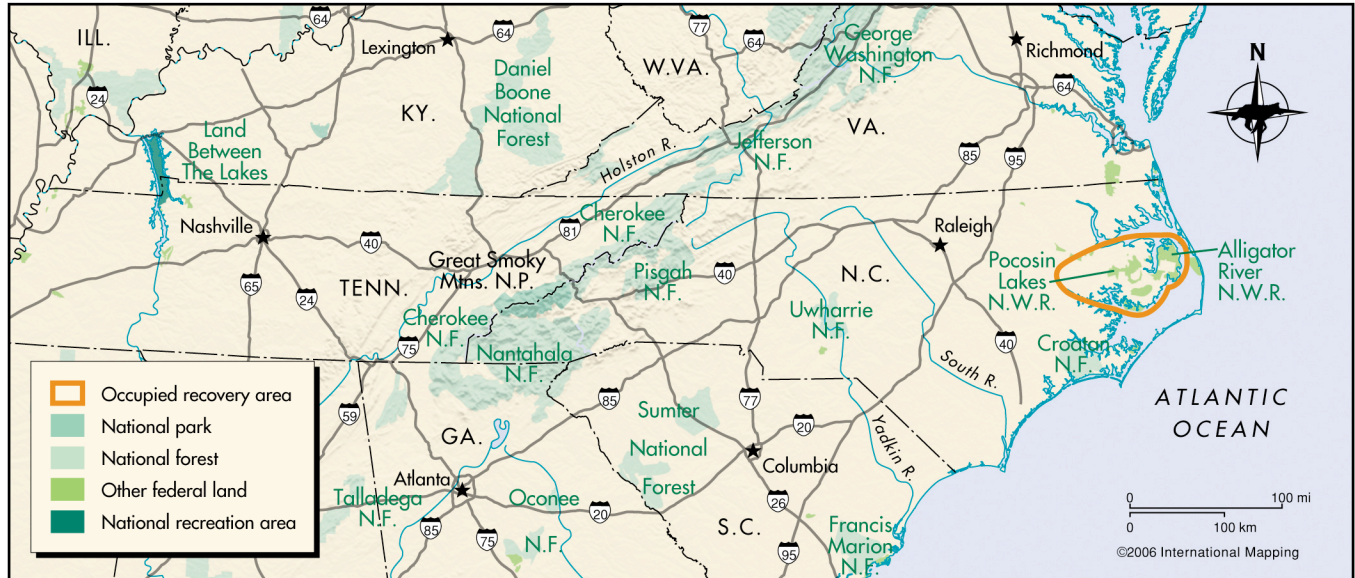 ILL.
64
Lexington
64
77
64
W.VA.
George
Washington
N.F.
Richmond
N
24
Daniel
Boone
National
Forest
KY.
64
Land
Between
The Lakes
VA.
Jefferson
N.F.
Holston R.
85
95
Nashville
40
81
Cherokee
N.F.
Raleigh
Great Smoky
Mtns. N.P.
65
24
TENN.
Pisgah
N.F.
40
N.C.
Pocosin
Lakes
N.W.R.
Alligator
River
N.W.R.
Cherokee
N.F.
75
Nantahala
N.F.
Uwharrie
N.F.
40
Croatan
N.F.
South R.
Occupied recovery area
National park
National forest
Other federal land
National recreation area
59
85
77
20
Sumter
National
Forest
GA.
Yadkin R.
Columbia
ATLANTIC
OCEAN
Atlanta
Talladega
N.F.
85
75
Oconee
N.F.
20
26
S.C.
95
Francis
Marion
N.F.
0 100 mi
0 100 km
©2006 International Mapping